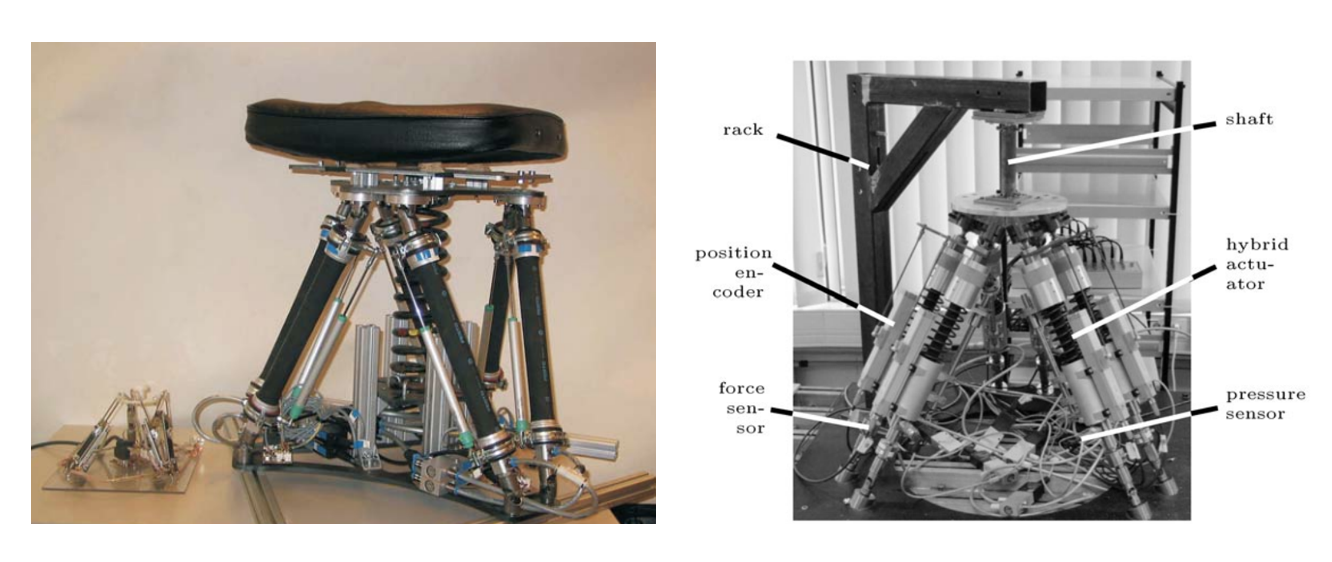 rack
shaft
position
en-
coder
hybrid
actu-
ator
force
sen-
sor
pressure
sensor